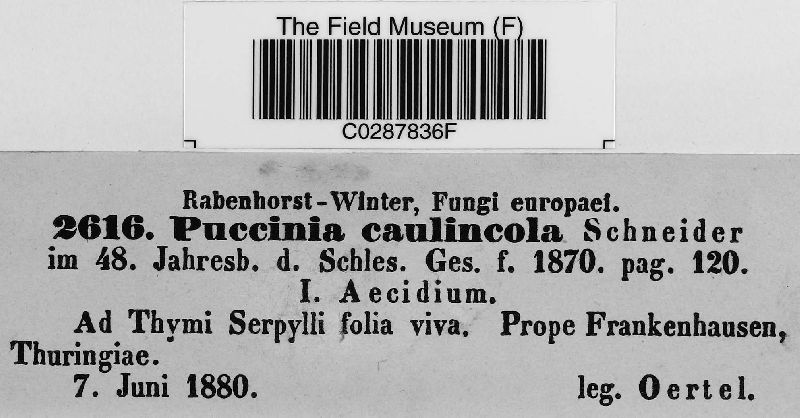 The Field Museum (F)
C0287836F
Rabenhorst-Winter, Fungi europaei.
2616. Puccinia caulincola Schneider
im 48. Jahresb. d. Schles. Ges. f. 1870. pag. 120.
I. Aecidium.
Ad Thymi Serpylli folia viva. Prope Frankenhausen,
Thuringiae.
7. Juni 1880. leg. Oertel.